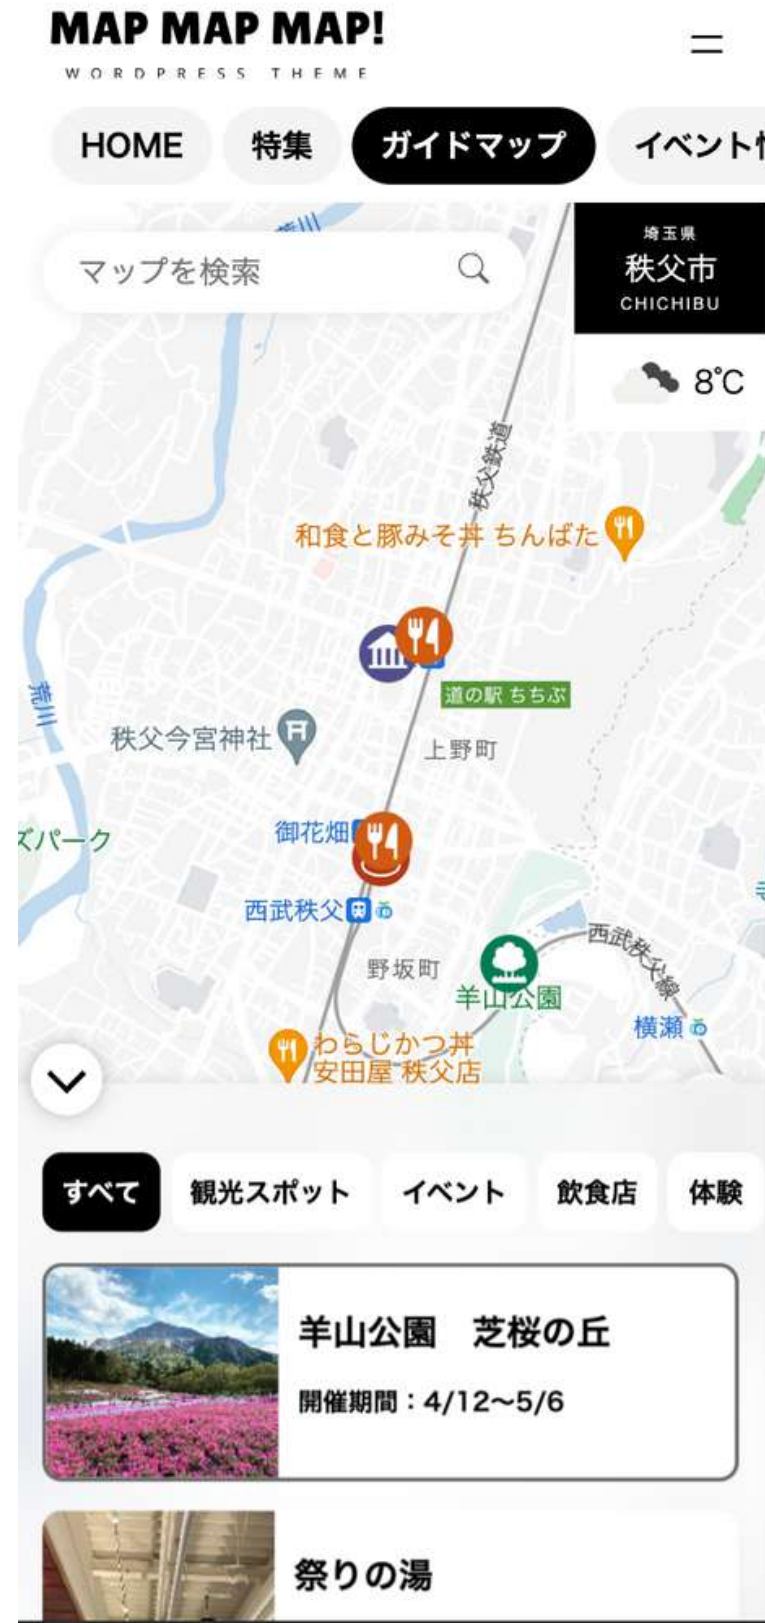 MAP MAP MAP!
WORDPRESS THEME
HOME
特集
ガイドマップ
イベント
荒川
マップを検索
埼玉県
秩父市
CHICHIBU
8°C
秩父鉄道
和食と豚みそ丼 ちんばた
道の駅 ちちぶ
荒川
秩父今宮神社
上野町
御花畑
ズパーク
西武秩父
西武秩父線
野坂町
羊山公園
横瀬
わらじかつ丼
安田屋 秩父店
すべて
観光スポット
イベント
飲食店
体験
羊山公園 芝桜の丘
開催期間：4/12〜5/6
祭りの湯